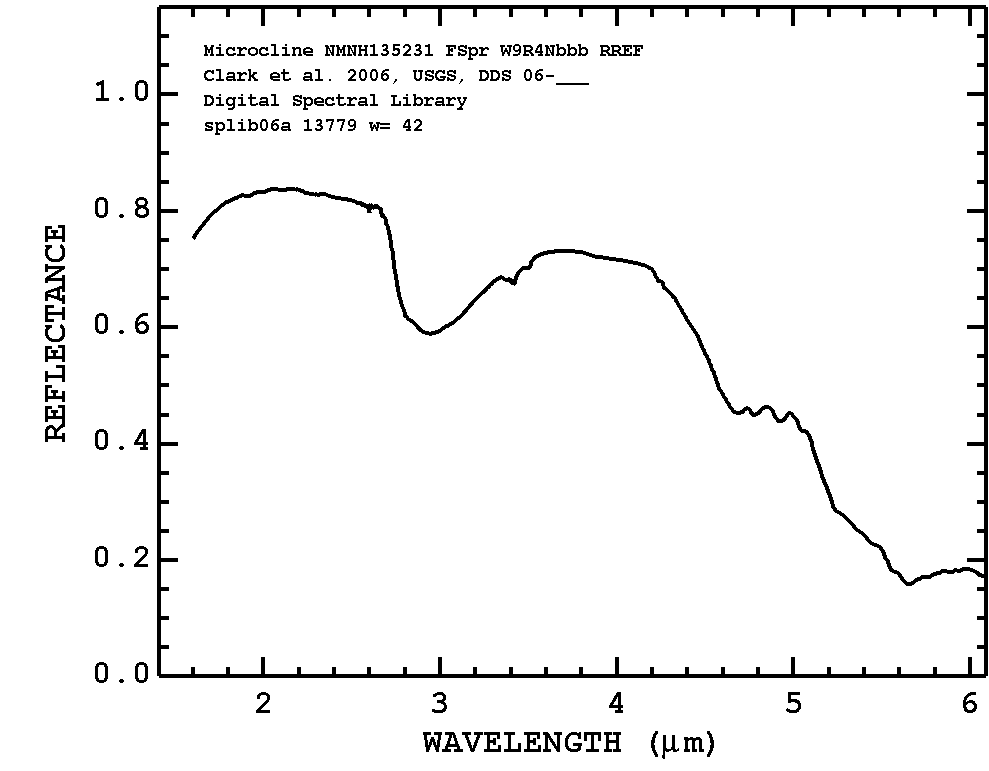 Microcline NMNH135231 FSpr W9R4Nbbb RREF
Clark et al. 2006, USGS, DDS 06-___
Digital Spectral Library
splib06a 13779 w= 42
REFLECTANCE
1.0
0.8
0.6
0.4
0.2
0.0
2 3 4 5 6
WAVELENGTH (μm)